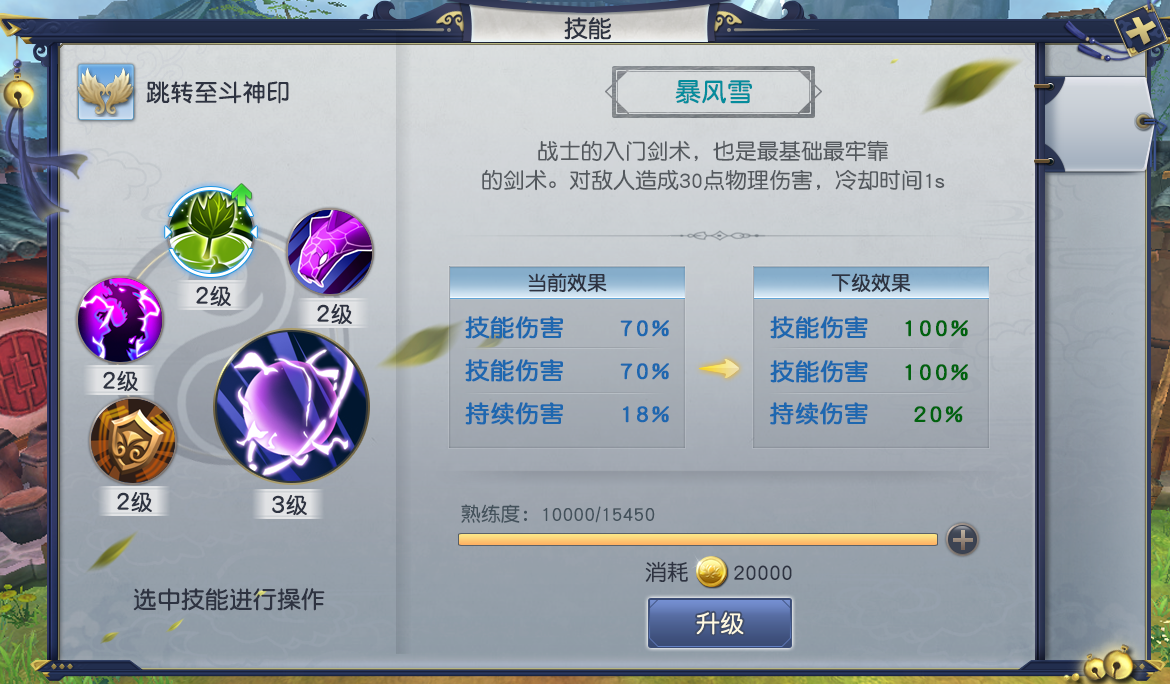 技能
跳转至斗神印
2级
2级
2级
2级
3级
选中技能进行操作
暴风雪
战士的入门剑术，也是最基础最牢靠
的剑术。对敌人造成30点物理伤害，冷却时间1s
当前效果
技能伤害 70%
技能伤害 70%
持续伤害 18%
下级效果
技能伤害 100%
技能伤害 100%
持续伤害 20%
熟练度：10000/15450
消耗 20000
升级